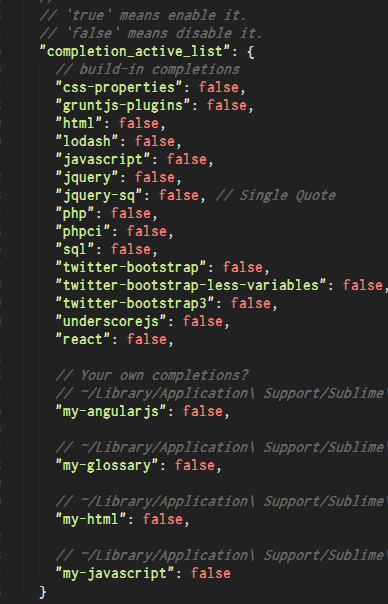 // `true` means enable it.
// `false` means disable it.
"completion_active_list": {
// build-in completions
"css-properties": false,
"gruntjs-plugins": false,
"html": false,
"lodash": false,
"javascript": false,
"jquery": false,
"jquery-sq": false, // Single Quote
"php": false,
"phpci": false,
"sql": false,
"twitter-bootstrap": false,
"twitter-bootstrap-less-variables": false,
"twitter-bootstrap3": false,
"underscorejs": false,
"react": false,
// Your own completions?
// ~/Library/Application\ Support/Sublime\
"my-angularjs": false,
// ~/Library/Application\ Support/Sublime\
"my-glossary": false,
// ~/Library/Application\ Support/Sublime\
"my-html": false,
// ~/Library/Application\ Support/Sublime\
"my-javascript": false
}